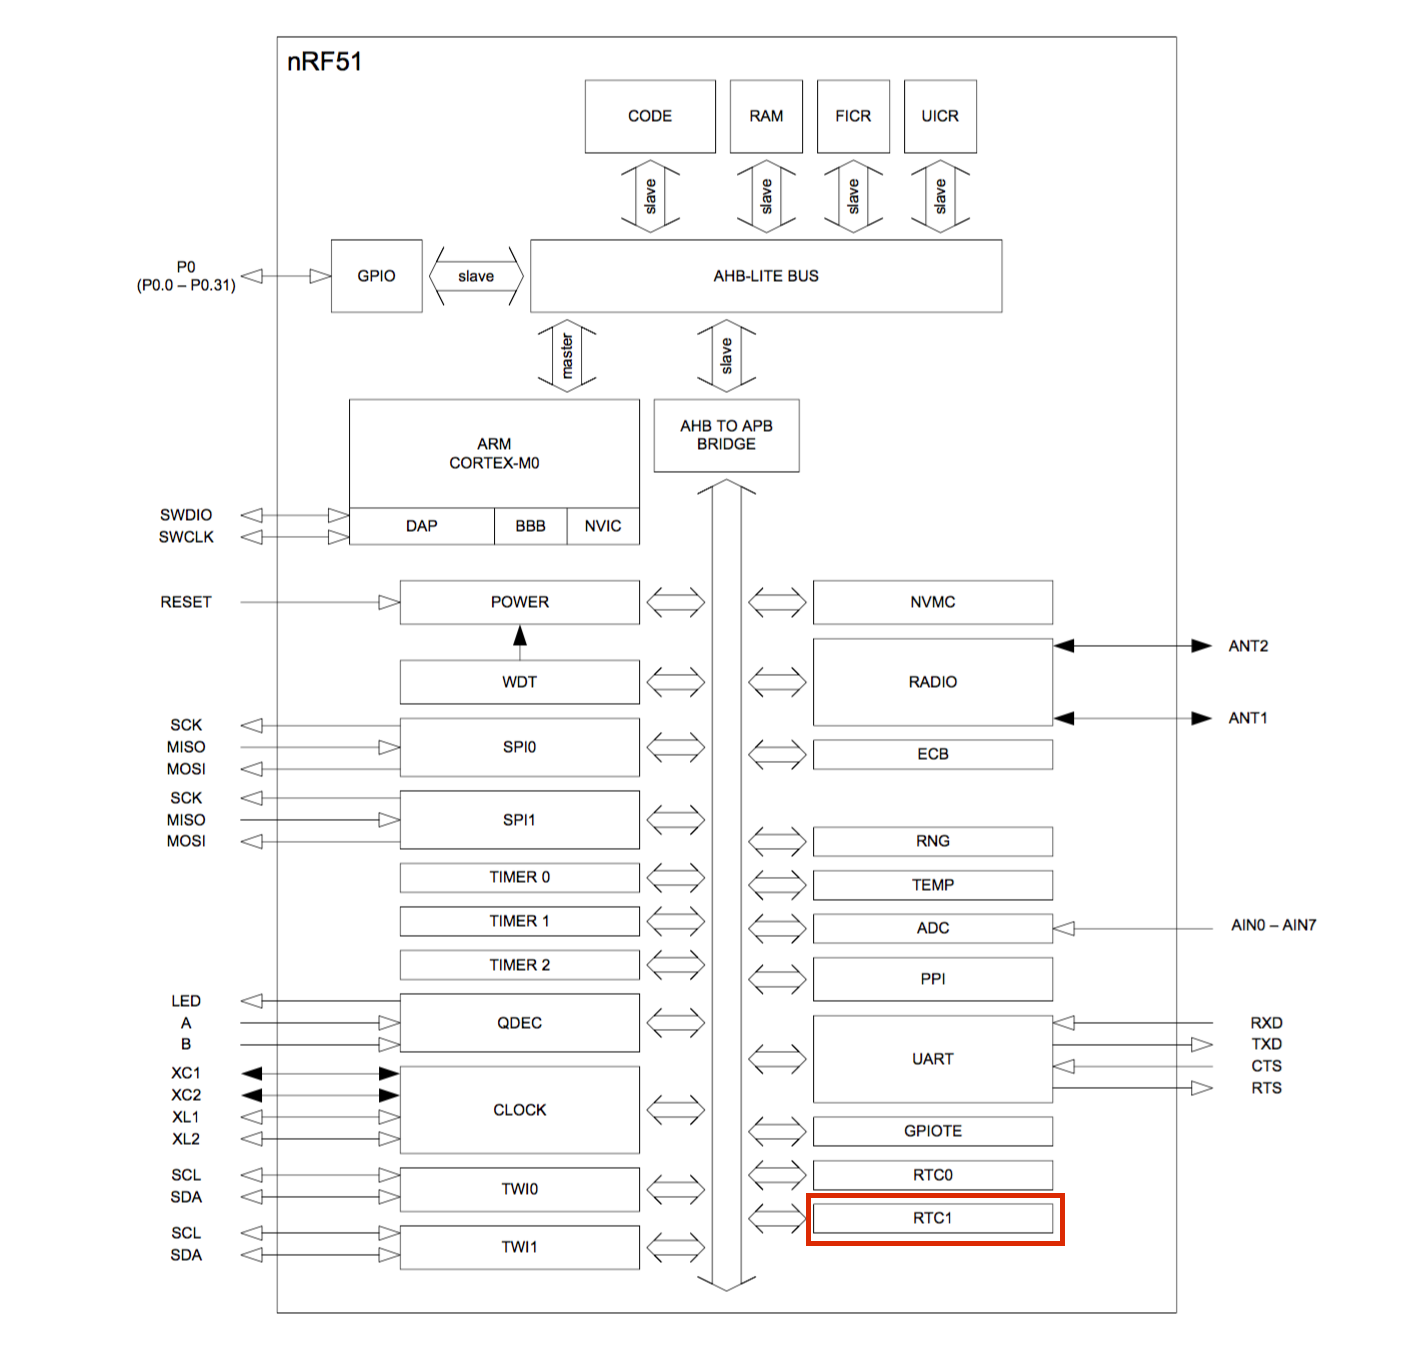 nRF51
CODE
RAM
FICR
UICR
slave
slave
slave
slave
P0
(P0.0 – P0.31)
GPIO
slave
AHB-LITE BUS
master
slave
ARM
CORTEX-M0
AHB TO APB
BRIDGE
SWDIO
SWCLK
DAP
BBB
NVIC
RESET
POWER
NVMC
WDT
RADIO
ANT2
ANT1
SCK
MISO
MOSI
SPI0
ECB
SCK
MISO
MOSI
SPI1
RNG
TIMER 0
TEMP
TIMER 1
ADC
AIN0 – AIN7
TIMER 2
PPI
LED
A
B
QDEC
UART
RXD
TXD
CTS
RTS
XC1
XC2
XL1
XL2
CLOCK
GPIOTE
SCL
SDA
TWI0
RTC0
RTC1
SCL
SDA
TWI1